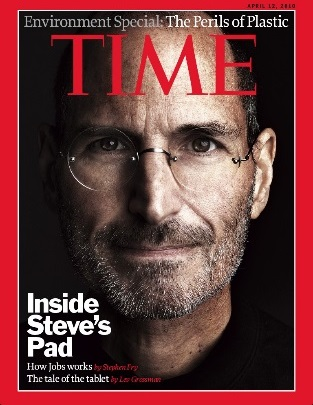 APRIL 12, 2010
Environment Special: The Perils of Plastic
TIME
Inside
Steve's
Pad
How Jobs works by Stephen Fry
The tale of the tablet by Lev Grossman